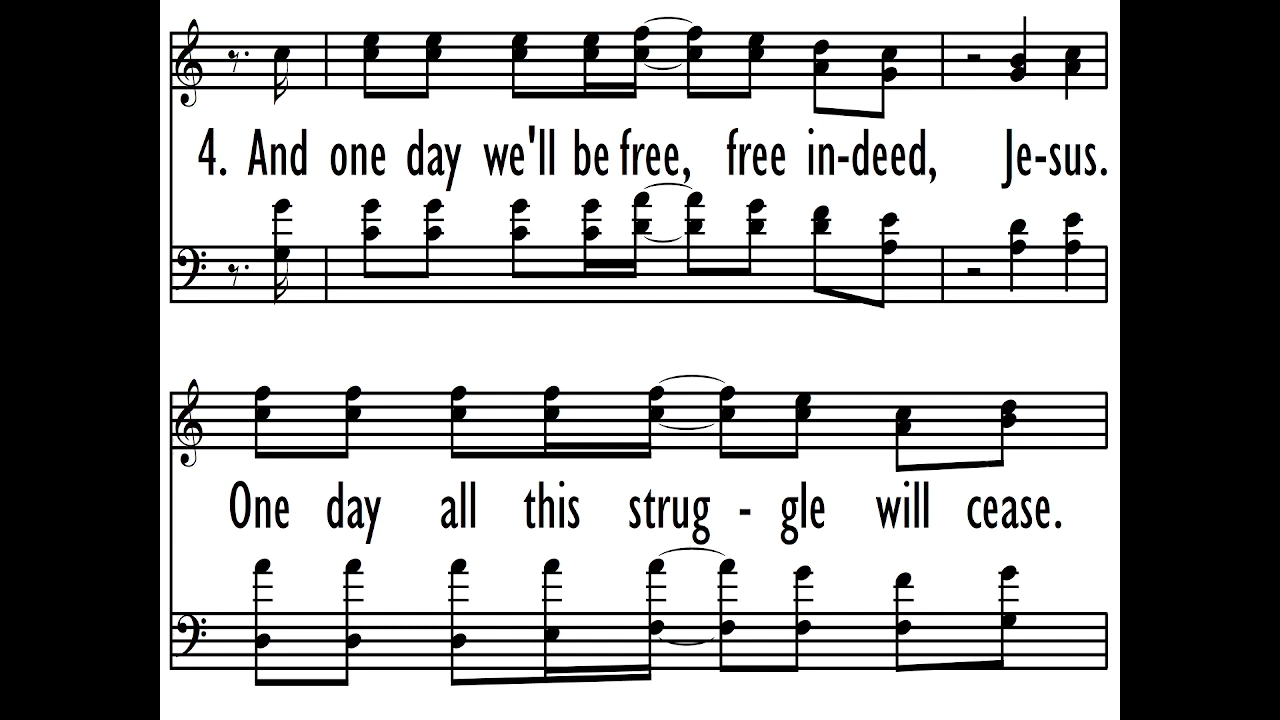 4. And one day we'll be free, free in-deed, Je-sus.
One day all this strug - gle will cease.